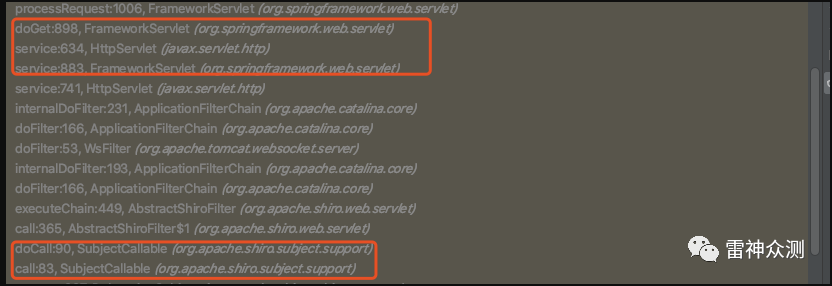 processRequest:1006, FrameworkServlet (org.springframework.web.servlet)
doGet:898, FrameworkServlet (org.springframework.web.servlet)
service:634, HttpServlet (javax.servlet.http)
service:883, FrameworkServlet (org.springframework.web.servlet)
service:741, HttpServlet (javax.servlet.http)
internalDoFilter:231, ApplicationFilterChain (org.apache.catalina.core)
doFilter:166, ApplicationFilterChain (org.apache.catalina.core)
doFilter:53, WsFilter (org.apache.tomcat.websocket.server)
internalDoFilter:193, ApplicationFilterChain (org.apache.catalina.core)
doFilter:166, ApplicationFilterChain (org.apache.catalina.core)
executeChain:449, AbstractShiroFilter (org.apache.shiro.web.servlet)
call:365, AbstractShiroFilter$1 (org.apache.shiro.web.servlet)
doCall:90, SubjectCallable (org.apache.shiro.subject.support)
call:83, SubjectCallable (org.apache.shiro.subject.support)
雷神众测